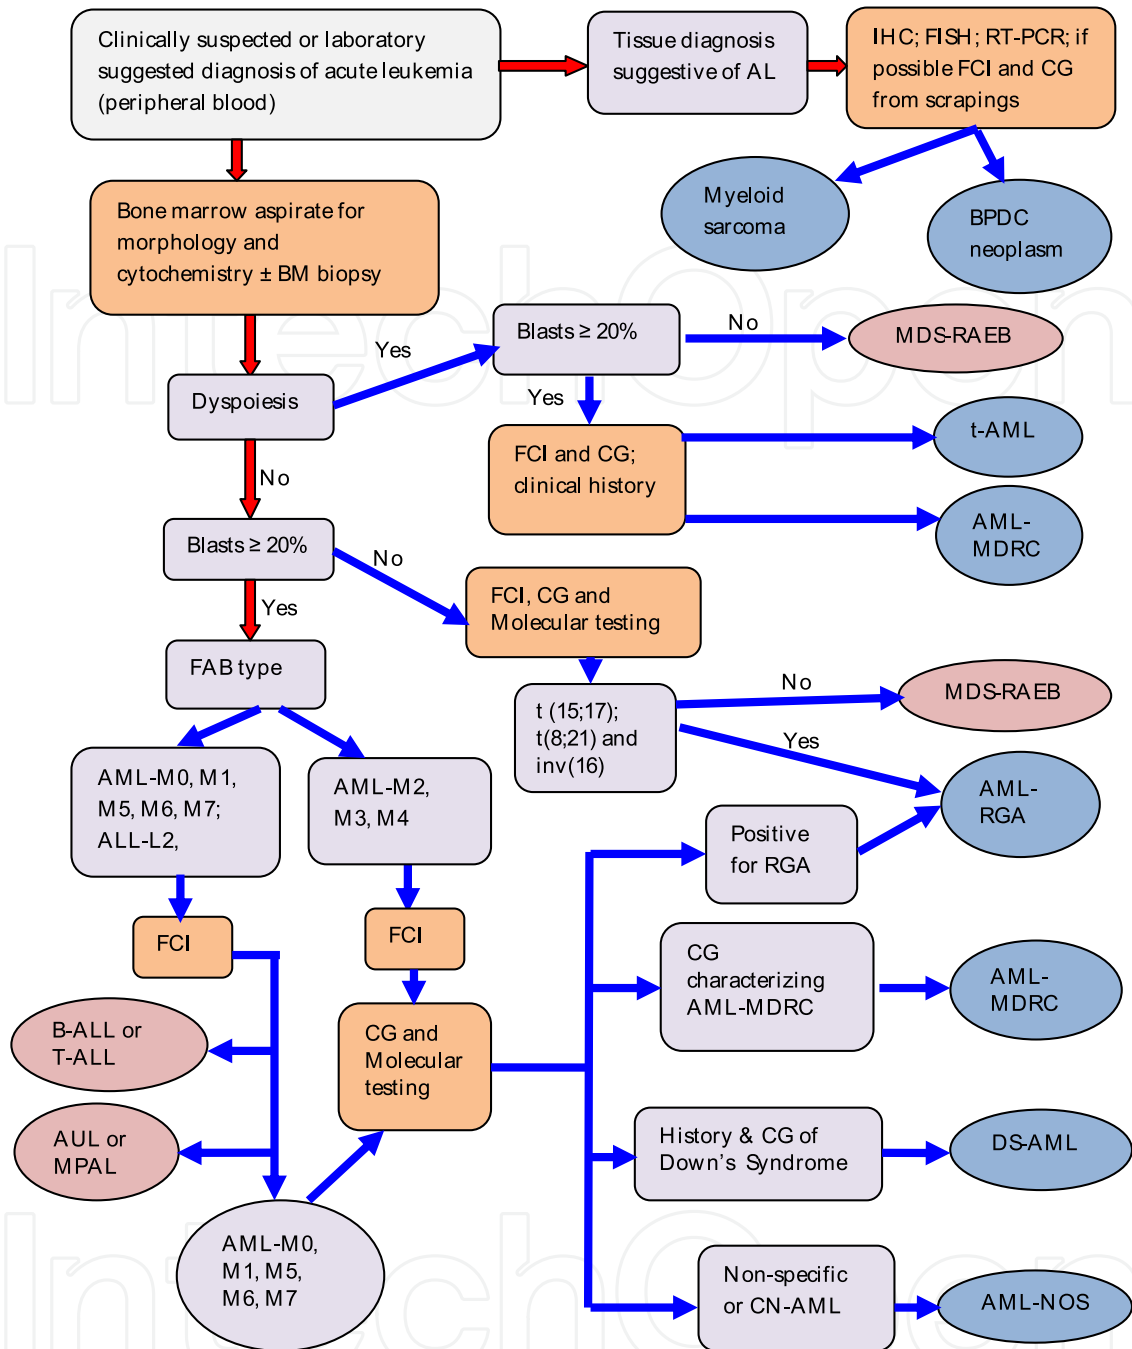 Clinically suspected or laboratory
suggested diagnosis of acute leukemia
(peripheral blood)
Tissue diagnosis
suggestive of AL
IHC; FISH; RT-PCR; if
possible FCI and CG
from scrapings
Myeloid
sarcoma
BPDC
neoplasm
Bone marrow aspirate for
morphology and
cytochemistry ± BM biopsy
Blasts ≥ 20%
No
MDS-RAEB
Yes
Dyspoiesis
Yes
t-AML
FCI and CG;
clinical history
No
AML-
MDRC
Blasts ≥ 20%
No
FCI, CG and
Molecular testing
Yes
FAB type
No
MDS-RAEB
t (15;17);
t(8;21) and
inv(16)
Yes
AML-M0, M1,
M5, M6, M7;
ALL-L2,
AML-M2,
M3, M4
AML-
RGA
Positive
for RGA
FCI
FCI
CG
characterizing
AML-MDRC
AML-
MDRC
B-ALL or
T-ALL
CG and
Molecular
testing
AUL or
MPAL
History & CG of
Down's Syndrome
DS-AML
AML-M0,
M1, M5,
M6, M7
Non-specific
or CN-AML
AML-NOS
IntechOpen
IntechOpen